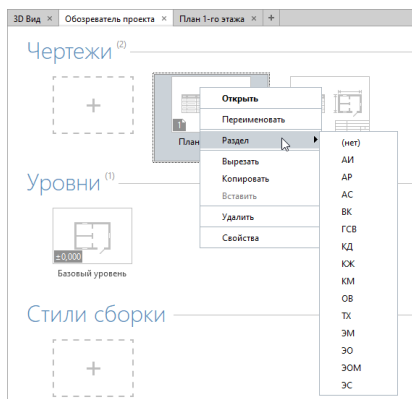 3D Вид × Обозреватель проекта × План 1-го этажа × +
Чертежи (2)
+
1
План
Открыть
Переименовать
Раздел
Вырезать
Копировать
Вставить
Удалить
Свойства
(нет)
АИ
АР
АС
ВК
ГСВ
КД
КЖ
КМ
ОВ
ТХ
ЭМ
ЭО
ЭОМ
ЭС
Уровни (1)
±0,000
Базовый уровень
Стили сборки
+